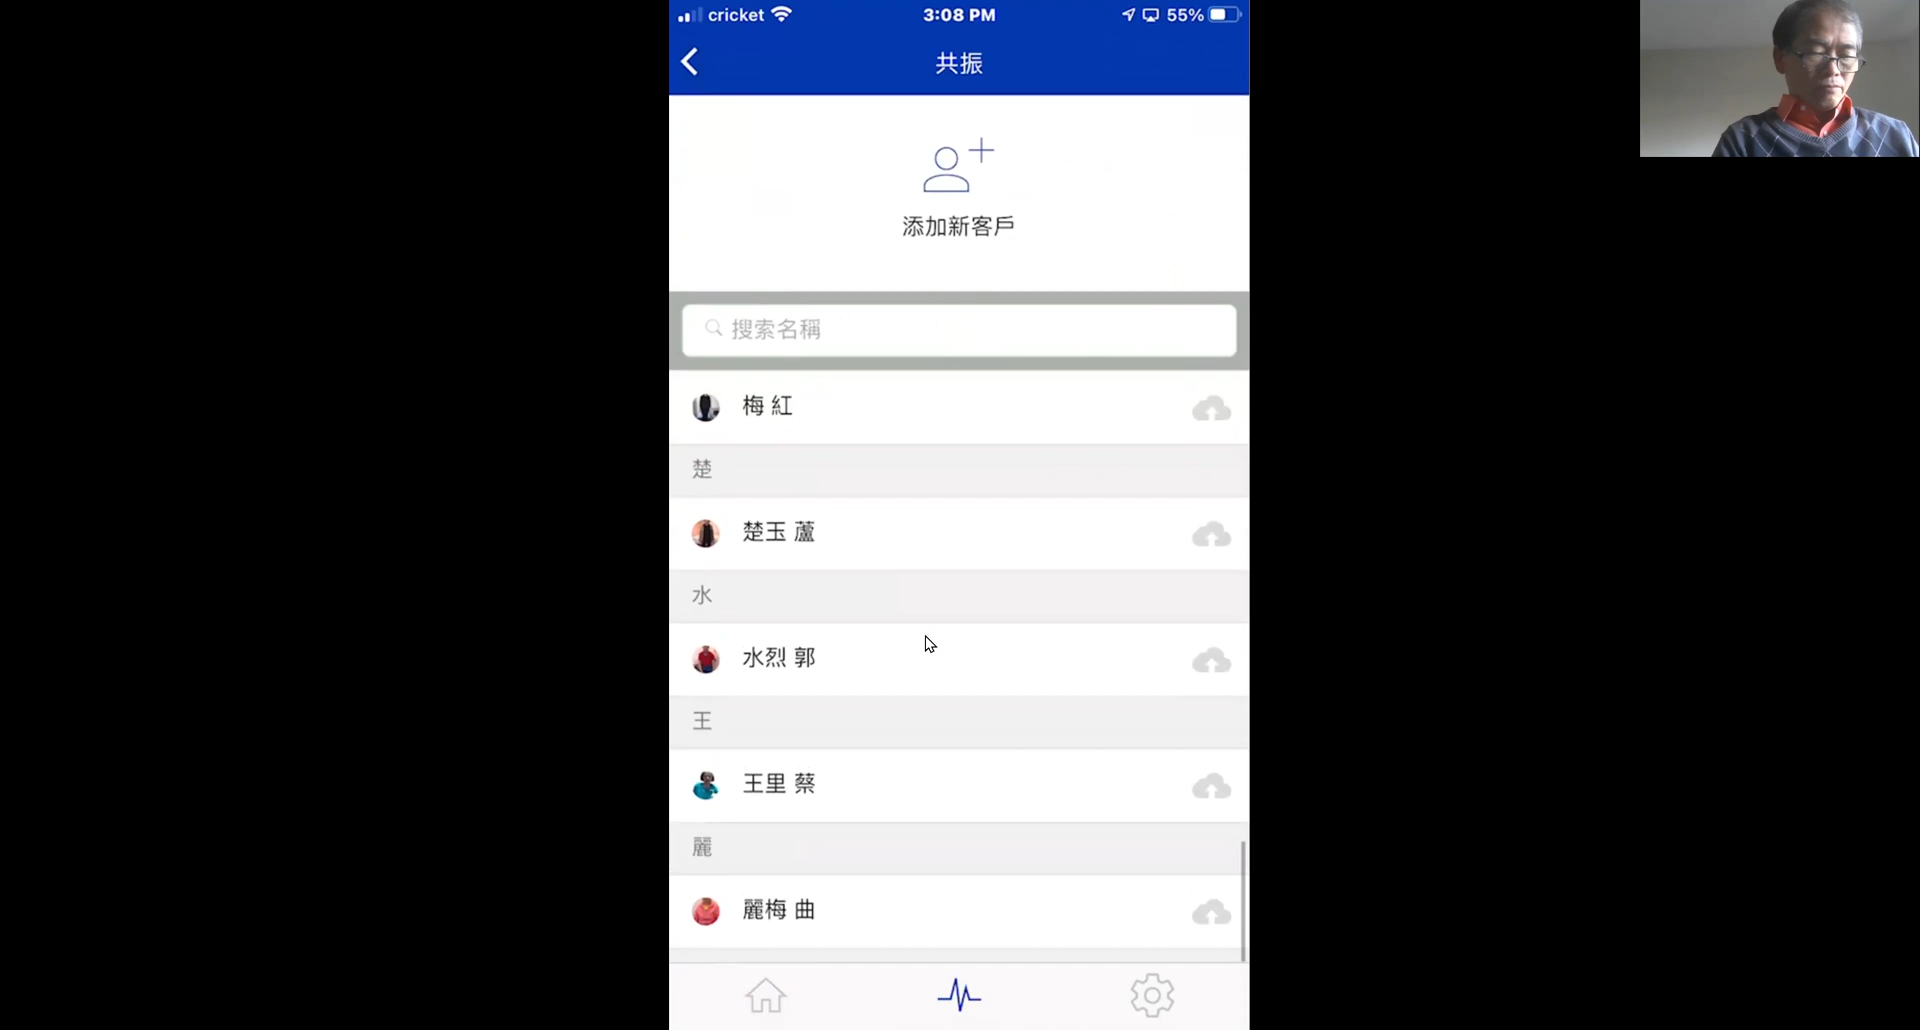 cricket 3:08 PM 55%
共振
添加新客戶
搜索名稱
梅 紅
楚
楚玉 蘆
水
水烈 郭
王
王里 蔡
麗
麗梅 曲